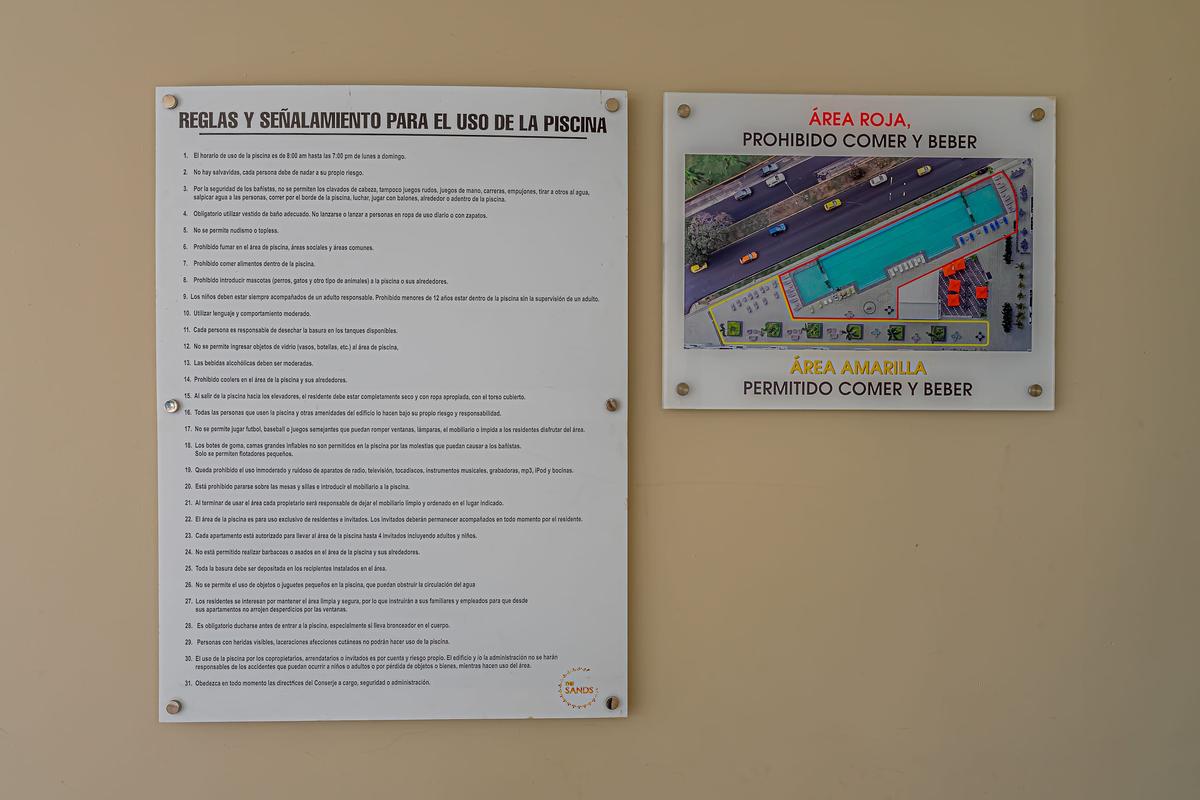 REGLAS Y SEÑALAMIENTO PARA EL USO DE LA PISCINA
1. El horario de uso de la piscina es de 8:00 am hasta las 7:00 pm de lunes a domingo.
2. No hay salvavidas, cada persona debe de nadar a su propio riesgo.
3. Por la seguridad de los bañistas, no se permiten los clavados de cabeza, tampoco juegos rudos, juegos de mano, carreras, empujones, tirar a otros al agua,
salpicar agua a las personas, correr por el borde de la piscina, luchar, jugar con balones, alrededor o adentro de la piscina.
4. Obligatorio utilizar vestido de baño adecuado. No lanzarse o lanzar a personas en ropa de uso diario o con zapatos.
5. No se permite nudismo o topless.
6. Prohibido fumar en el área de piscina, áreas sociales y áreas comunes.
7. Prohibido comer alimentos dentro de la piscina.
8. Prohibido introducir mascotas (perros, gatos y otro tipo de animales) a la piscina o sus alrededores.
9. Los niños deben estar siempre acompañados de un adulto responsable. Prohibido menores de 12 años estar dentro de la piscina sin la supervisión de un adulto.
10. Utilizar lenguaje y comportamiento moderado.
11. Cada persona es responsable de desechar la basura en los tanques disponibles.
12. No se permite ingresar objetos de vidrio (vasos, botellas, etc.) al área de piscina,
13. Las bebidas alcohólicas deben ser moderadas.
14. Prohibido coolers en el área de la piscina y sus alrededores.
15. Al salir de la piscina hacia los elevadores, el residente debe estar completamente seco y con ropa apropiada, con el torso cubierto.
16. Todas las personas que usen la piscina y otras amenidades del edificio lo hacen bajo su propio riesgo y responsabilidad.
17. No se permite jugar futbol, baseball o juegos semejantes que puedan romper ventanas, lámparas, el mobiliario o impida a los residentes disfrutar del área.
18. Los botes de goma, camas grandes inflables no son permitidos en la piscina por las molestias que puedan causar a los bañistas.
Solo se permiten flotadores pequeños.
19. Queda prohibido el uso inmoderado y ruidoso de aparatos de radio, televisión, tocadiscos, instrumentos musicales, grabadoras, mp3, iPod y bocinas.
20. Está prohibido pararse sobre las mesas y sillas e introducir el mobiliario a la piscina.
21. Al terminar de usar el área cada propietario será responsable de dejar el mobiliario limpio y ordenado en el lugar indicado.
22. El área de la piscina es para uso exclusivo de residentes e invitados. Los invitados deberán permanecer acompañados en todo momento por el residente.
23. Cada apartamento está autorizado para llevar al área de la piscina hasta 4 invitados incluyendo adultos y niños.
24. No está permitido realizar barbacoas o asados en el área de la piscina y sus alrededores.
25. Toda la basura debe ser depositada en los recipientes instalados en el área.
26. No se permite el uso de objetos o juguetes pequeños en la piscina, que puedan obstruir la circulación del agua
27. Los residentes se interesan por mantener el área limpia y segura, por lo que instruirán a sus familiares y empleados para que desde
sus apartamentos no arrojen desperdicios por las ventanas.
28. Es obligatorio ducharse antes de entrar a la piscina, especialmente si lleva bronceador en el cuerpo.
29. Personas con heridas visibles, laceraciones afecciones cutáneas no podrán hacer uso de la piscina.
30. El uso de la piscina por los copropietarios, arrendatarios o invitados es por cuenta y riesgo propio. El edificio y /o la administración no se harán
responsables de los accidentes que puedan ocurrir a niños o adultos o por pérdida de objetos o bienes, mientras hacen uso del área.
31. Obedezca en todo momento las directrices del Conserje a cargo, seguridad o administración.
THE
SANDS
ÁREA ROJA,
PROHIBIDO COMER Y BEBER
ÁREA AMARILLA
PERMITIDO COMER Y BEBER